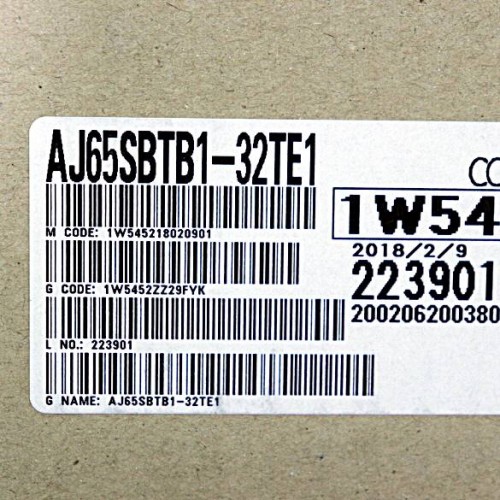 AJ65SBTB1-32TE1
CC
1W54
M CODE: 1W545218020901
2018/2/9
223901
G CODE: 1W5452ZZ29FYK
200206200380
L NO.: 223901
G NAME: AJ65SBTB1-32TE1